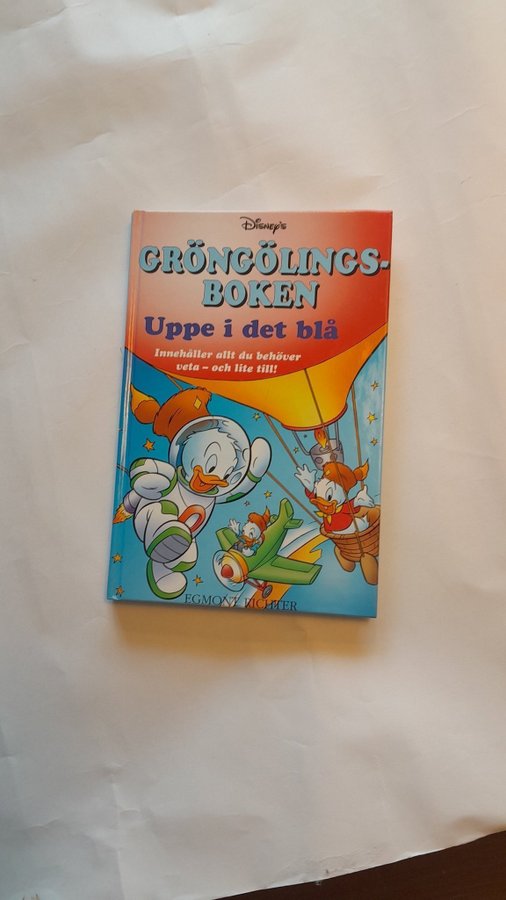 Disney's
GRÖNGÖLINGS-
BOKEN
Uppe i det blå
Innehåller allt du behöver
veta – och lite till!
EGMONT RICHTER